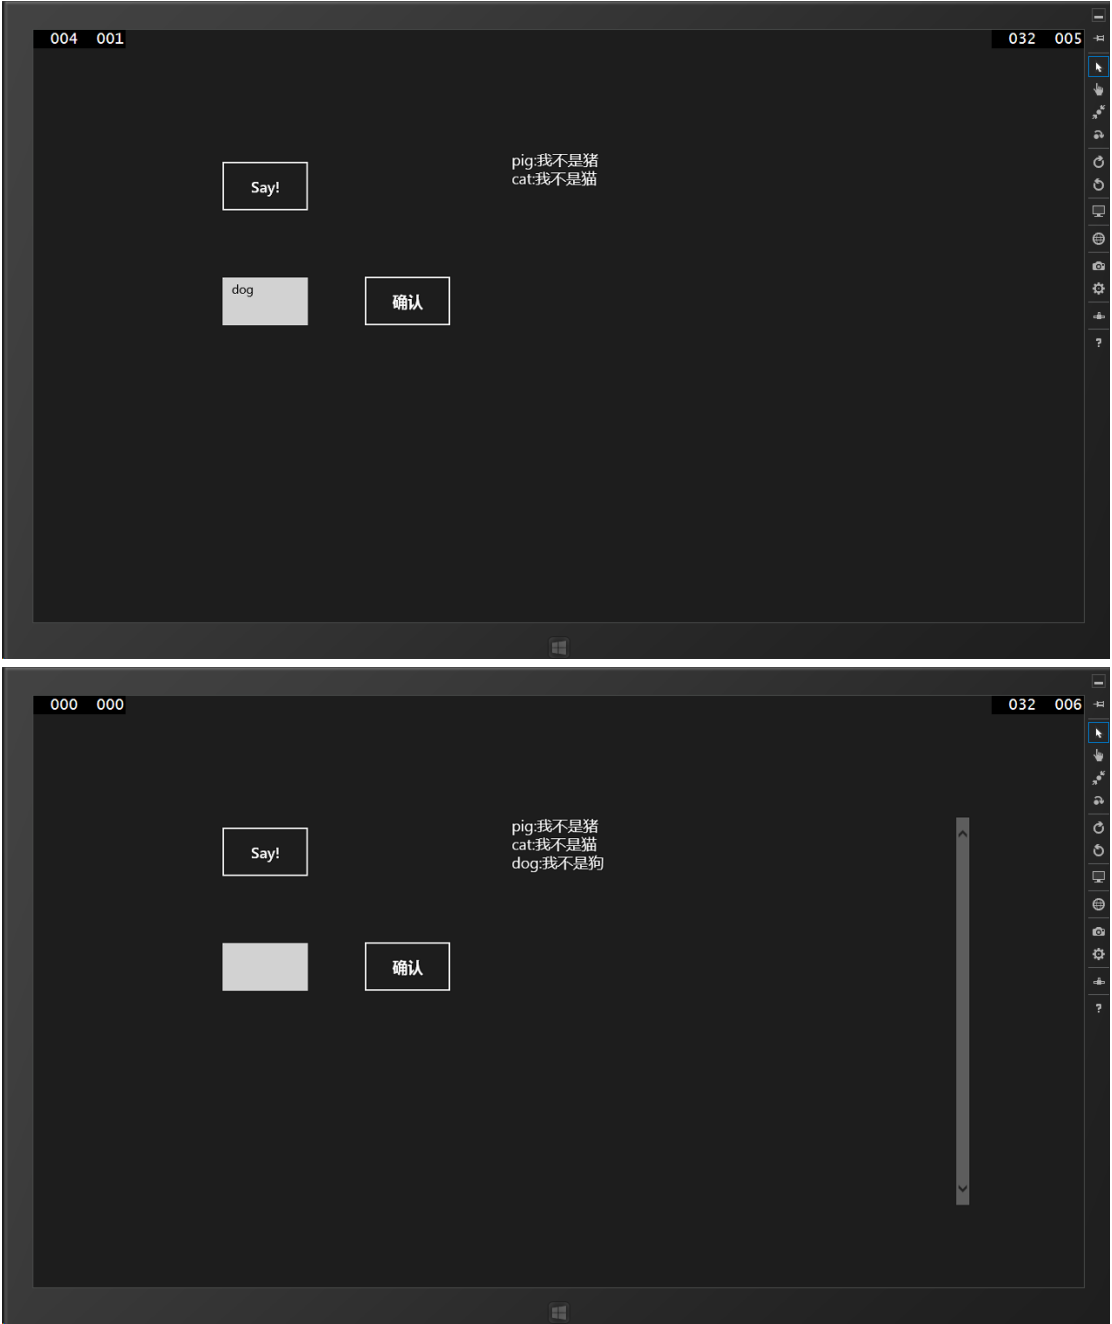 004 001
032 005
pig:我不是猪
cat:我不是猫
Say!
dog
确认
?
000 000
032 006
pig:我不是猪
cat:我不是猫
dog:我不是狗
Say!
确认
?